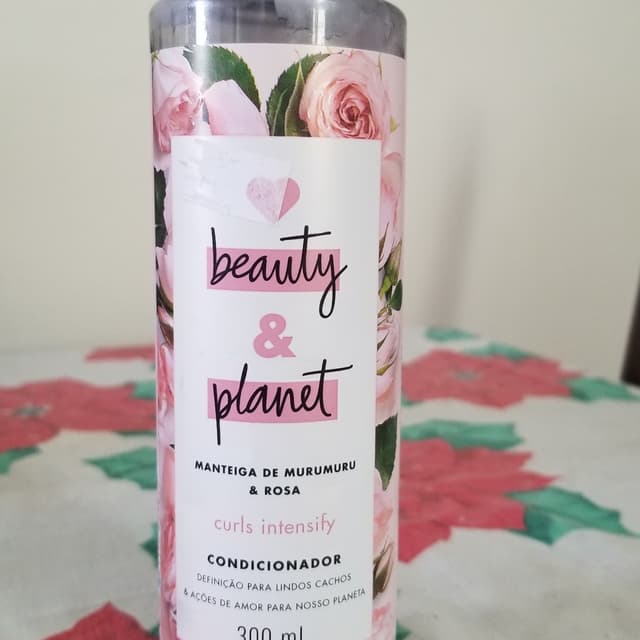 beauty
&
planet
MANTEIGA DE MURUMURU
& ROSA
curls intensify
CONDICIONADOR
DEFINIÇÃO PARA LINDOS CACHOS
& AÇÕES DE AMOR PARA NOSSO PLANETA
300 ml